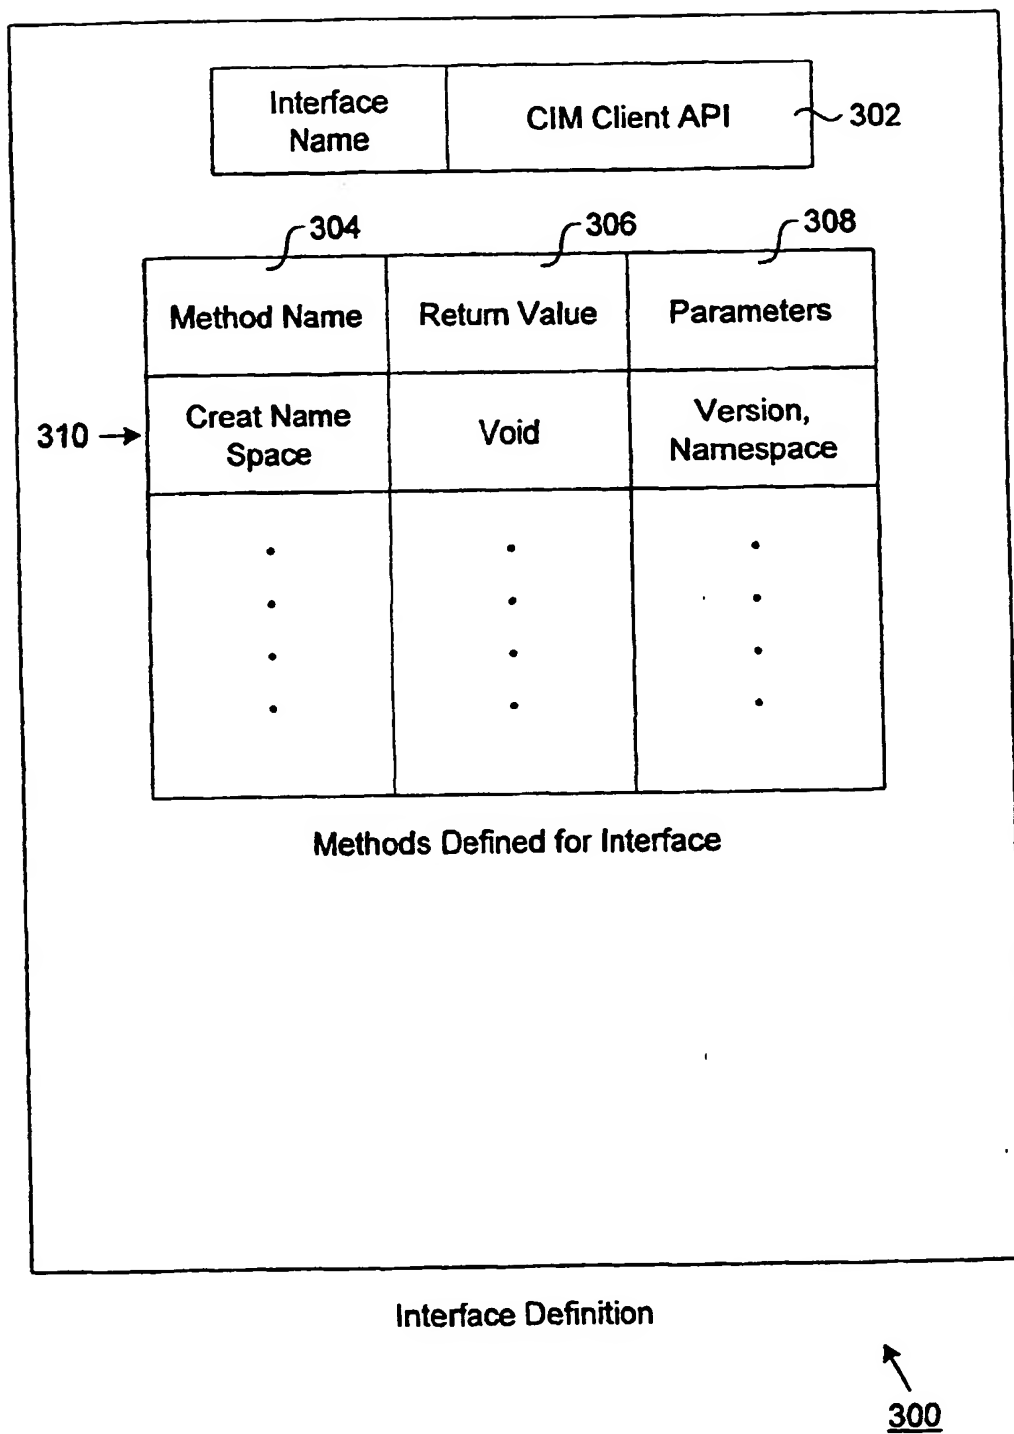 Interface
Name
CIM Client API
302
304
306
308
Method Name
Return Value
Parameters
310
Creat Name
Space
Void
Version,
Namespace
Methods Defined for Interface
Interface Definition
300